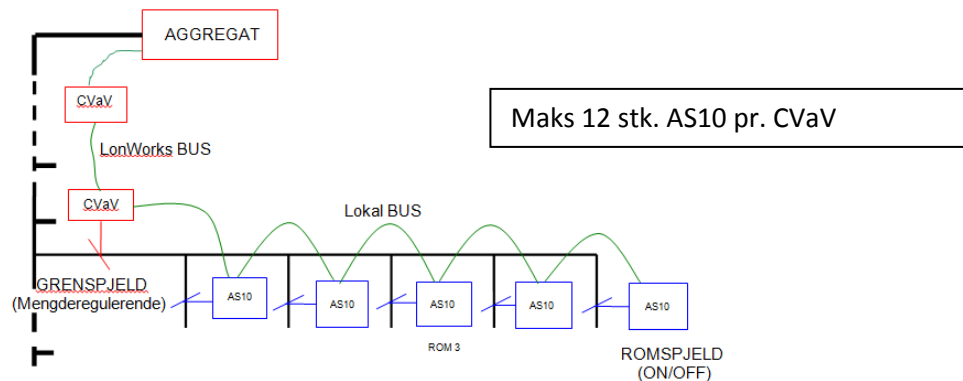 AGGREGAT
CVaV
Maks 12 stk. AS10 pr. CVaV
LonWorks BUS
CVaV
Lokal BUS
GRENSPJELD
(Mengderegulerende)
AS10
AS10
AS10
AS10
AS10
ROM 3
ROMSPJELD
(ON/OFF)